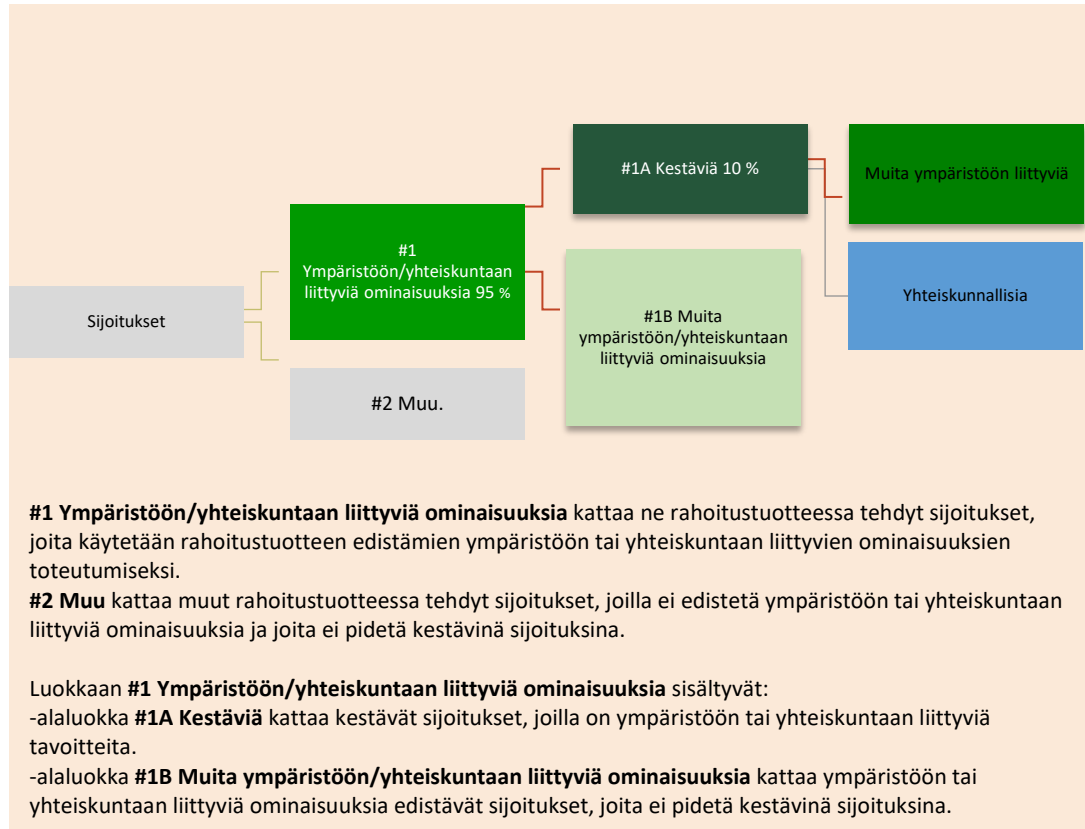 Sijoitukset
#1
Ympäristöön/yhteiskuntaan
liittyviä ominaisuuksia 95 %
#2 Muu.
#1A Kestäviä 10 %
#1B Muita
ympäristöön/yhteiskuntaan
liittyviä ominaisuuksia
Muita ympäristöön liittyviä
Yhteiskunnallisia
#1 Ympäristöön/yhteiskuntaan liittyviä ominaisuuksia kattaa ne rahoitustuotteessa tehdyt sijoitukset,
joita käytetään rahoitustuotteen edistämien ympäristöön tai yhteiskuntaan liittyvien ominaisuuksien
toteutumiseksi.
#2 Muu kattaa muut rahoitustuotteessa tehdyt sijoitukset, joilla ei edistetä ympäristöön tai yhteiskuntaan
liittyviä ominaisuuksia ja joita ei pidetä kestävinä sijoituksina.
Luokkaan #1 Ympäristöön/yhteiskuntaan liittyviä ominaisuuksia sisältyvät:
-alaluokka #1A Kestäviä kattaa kestävät sijoitukset, joilla on ympäristöön tai yhteiskuntaan liittyviä
tavoitteita.
-alaluokka #1B Muita ympäristöön/yhteiskuntaan liittyviä ominaisuuksia kattaa ympäristöön tai
yhteiskuntaan liittyviä ominaisuuksia edistävät sijoitukset, joita ei pidetä kestävinä sijoituksina.